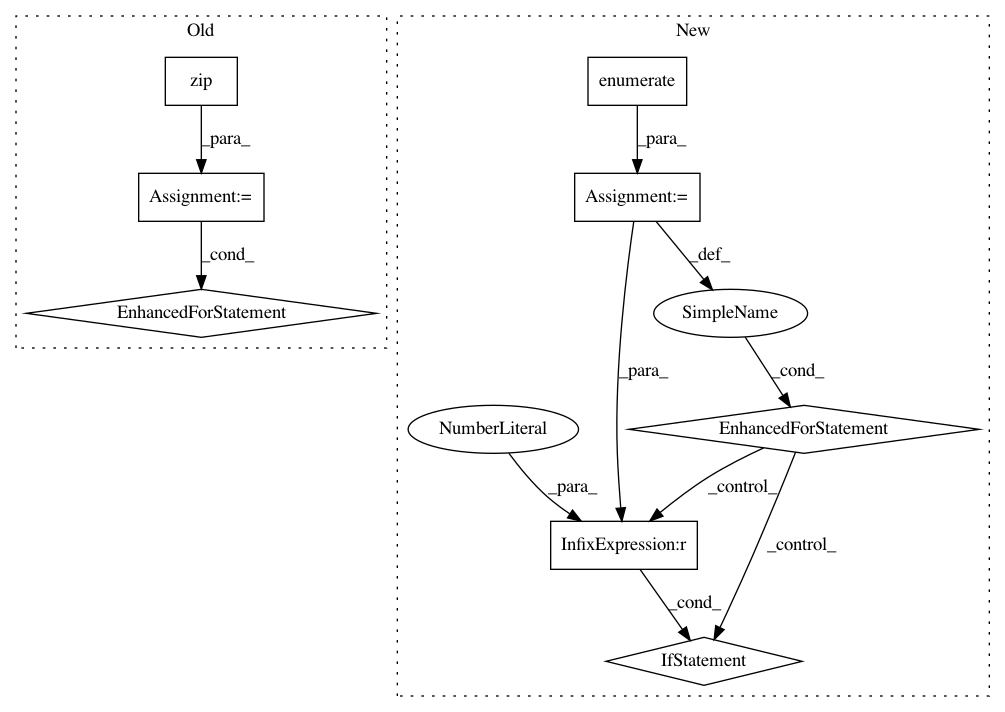 Old
zip
_para_
Assignment:=
_cond_
EnhancedForStatement
New
enumerate
_para_
Assignment:=
_def_
SimpleName
_para_
_cond_
NumberLiteral
EnhancedForStatement
_para_
_control_
_control_
InfixExpression:r
_cond_
IfStatement